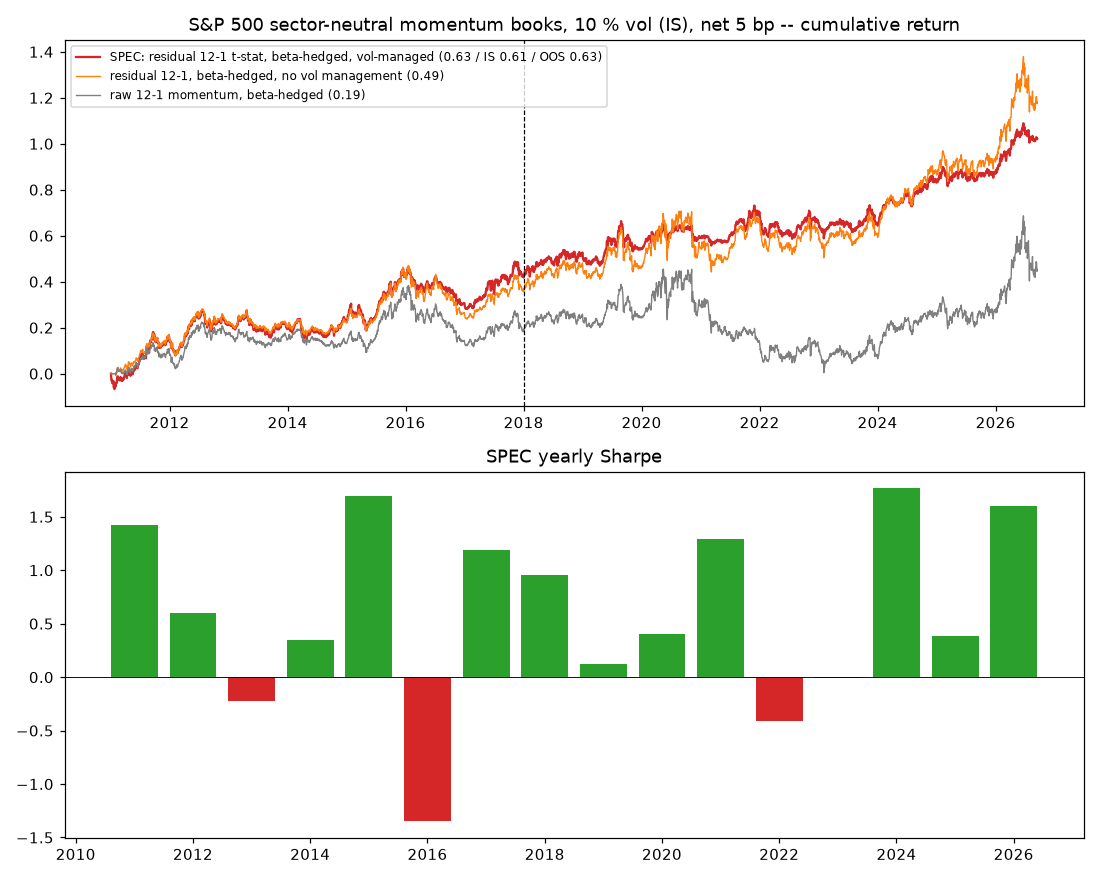 S&P 500 sector-neutral momentum books, 10 % vol (IS), net 5 bp -- cumulative return
SPEC: residual 12-1 t-stat, beta-hedged, vol-managed (0.63 / IS 0.61 / OOS 0.63)
residual 12-1, beta-hedged, no vol management (0.49)
raw 12-1 momentum, beta-hedged (0.19)
1.4
1.2
1.0
0.8
0.6
0.4
0.2
0.0
2012 2014 2016 2018 2020 2022 2024 2026
SPEC yearly Sharpe
1.5
1.0
0.5
0.0
−0.5
−1.0
−1.5
2010 2012 2014 2016 2018 2020 2022 2024 2026